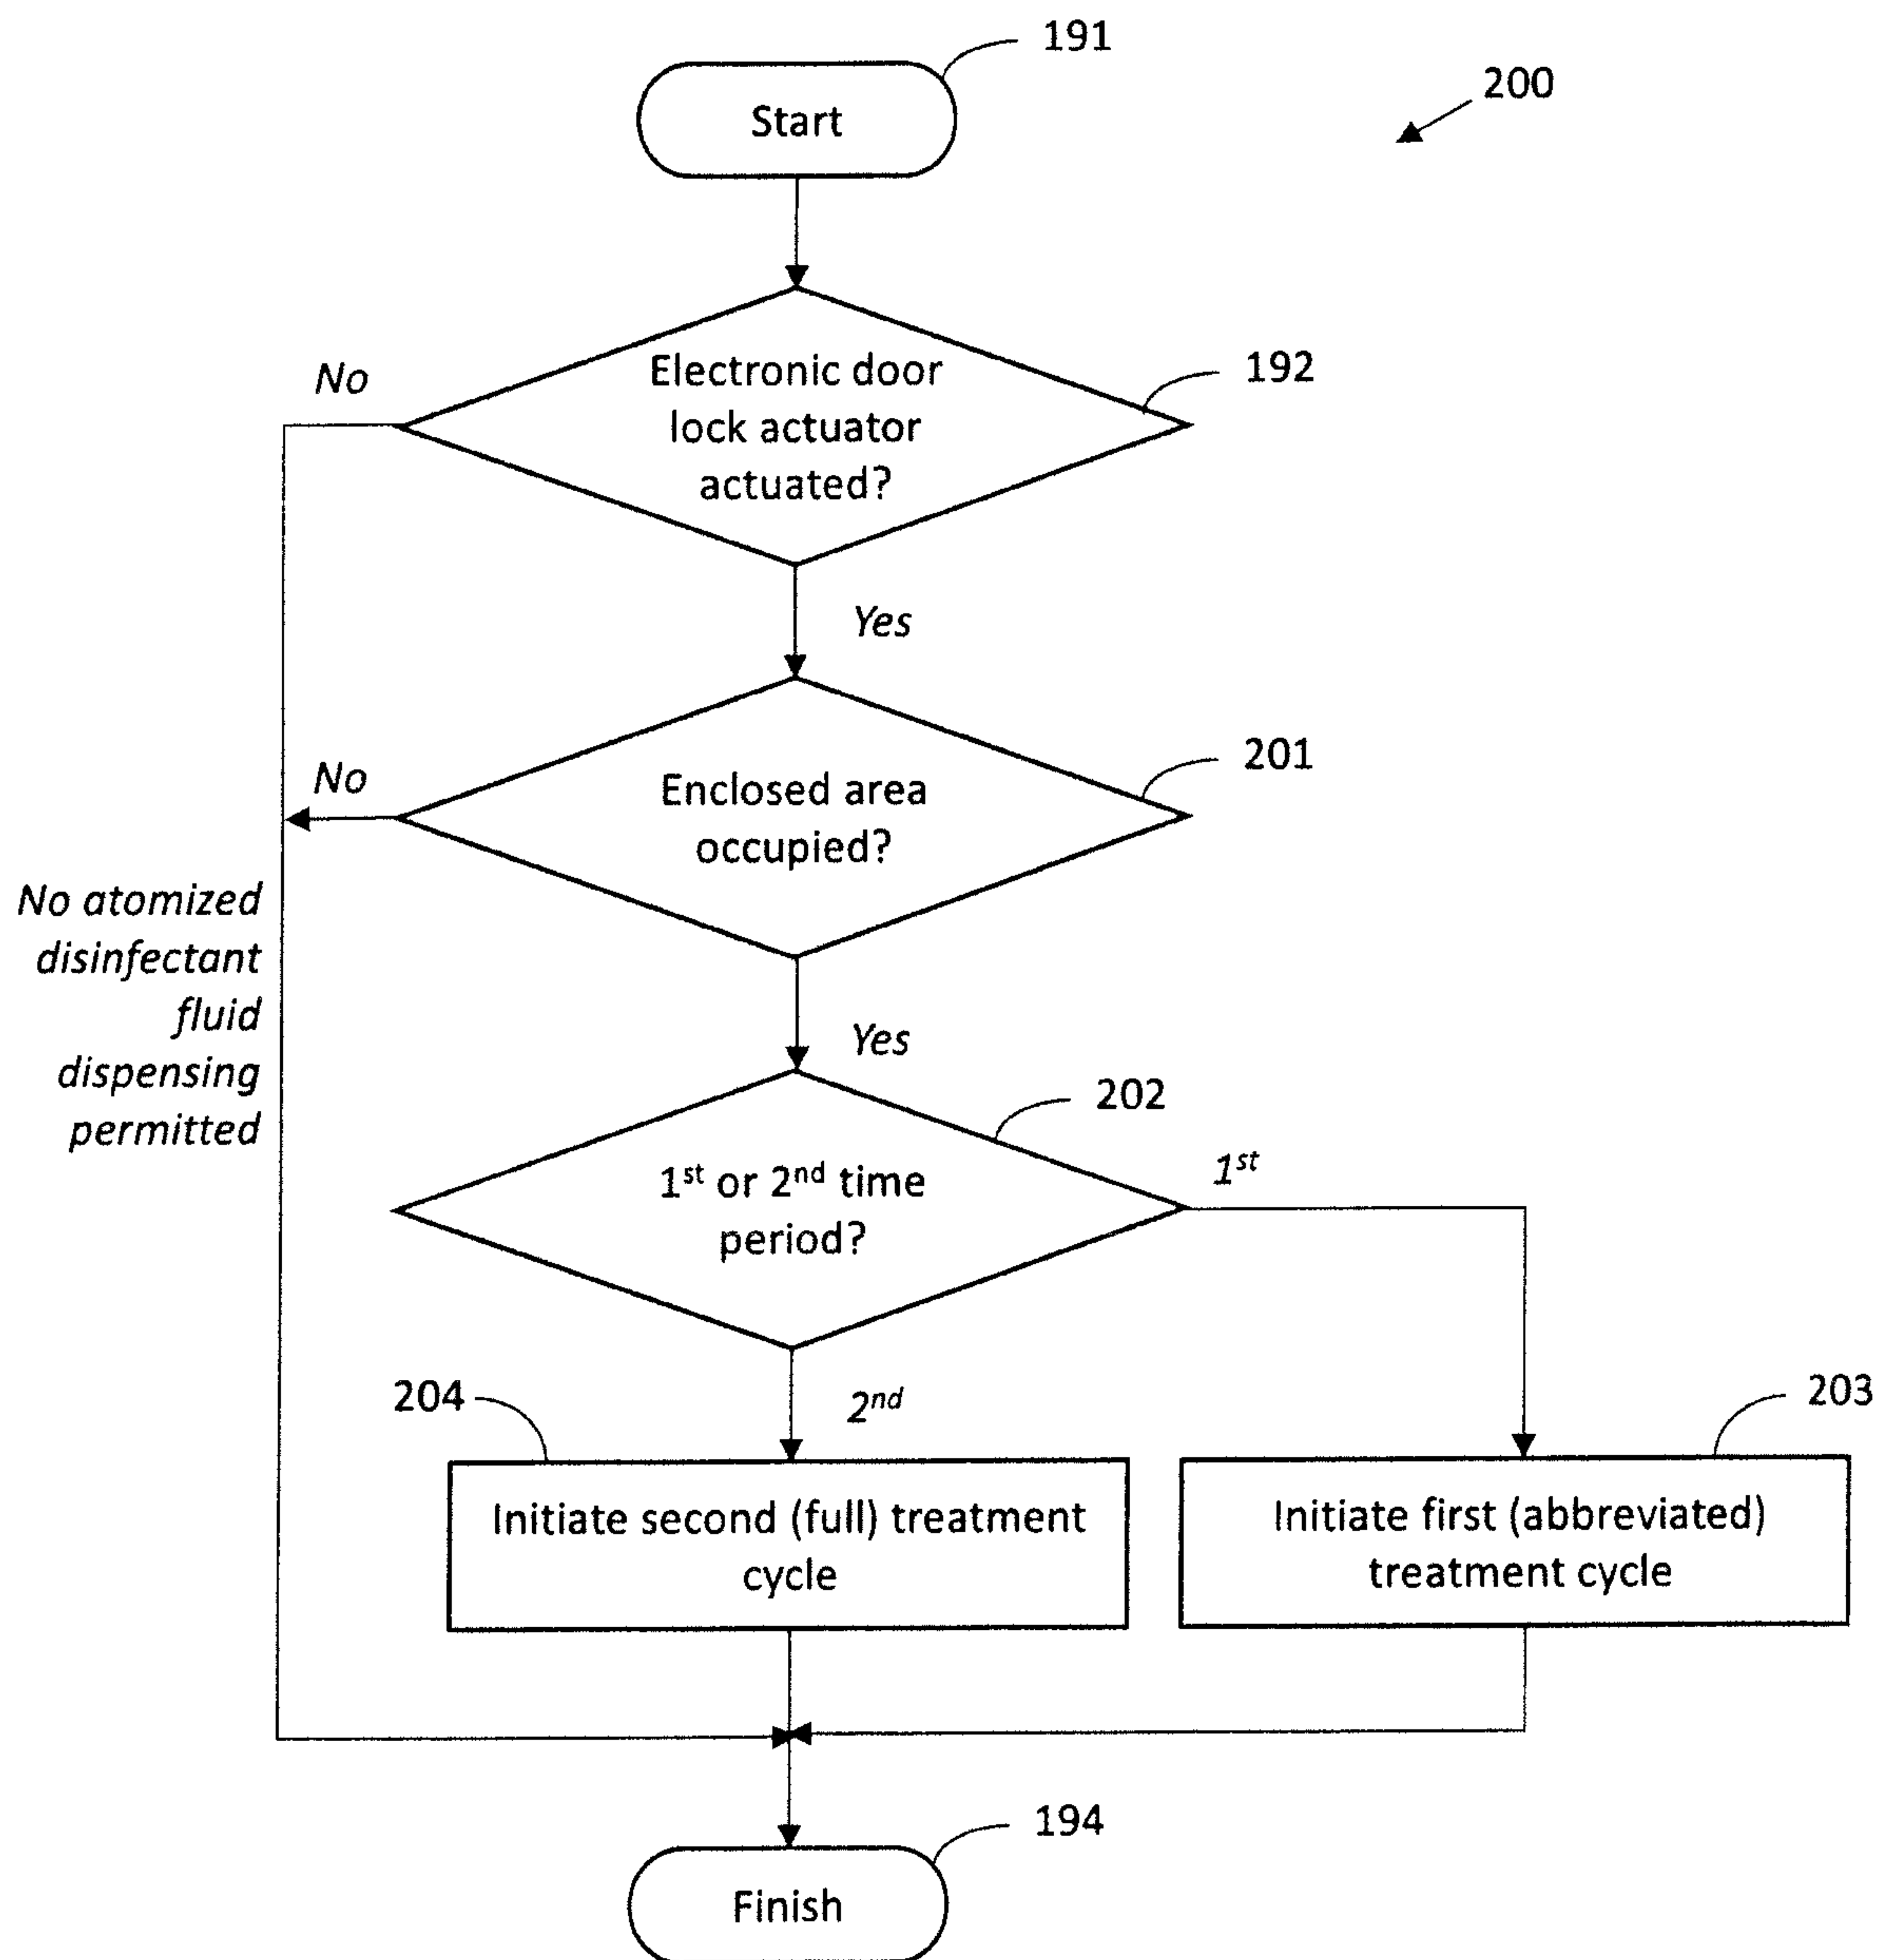 191
Start
200
Electronic door
lock actuator
actuated?
192
No
Yes
Enclosed area
occupied?
201
No
No atomized
disinfectant
fluid
dispensing
permitted
Yes
202
1st or 2nd time
period?
1st
204
2nd
203
Initiate second (full) treatment
cycle
Initiate first (abbreviated)
treatment cycle
194
Finish